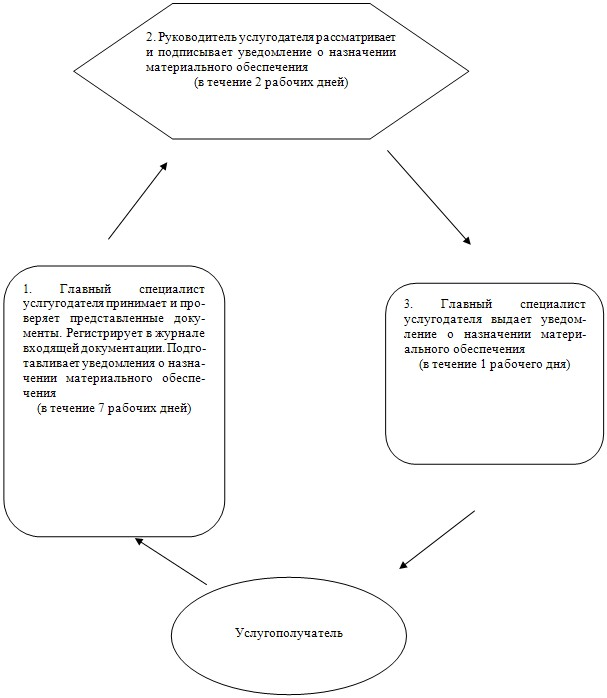 2. Руководитель услугодателя рассматривает
и подписывает уведомление о назначении
материального обеспечения
(в течение 2 рабочих дней)
1. Главный специалист
услгугодателя принимает и про-
веряет представленные доку-
менты. Регистрирует в журнале
входящей документации. Подго-
тавливает уведомления о назна-
чении материального обеспе-
чения
(в течение 7 рабочих дней)
3. Главный специалист
услугодателя выдает уведом-
ление о назначении матери-
ального обеспечения
(в течение 1 рабочего дня)
Услугополучатель